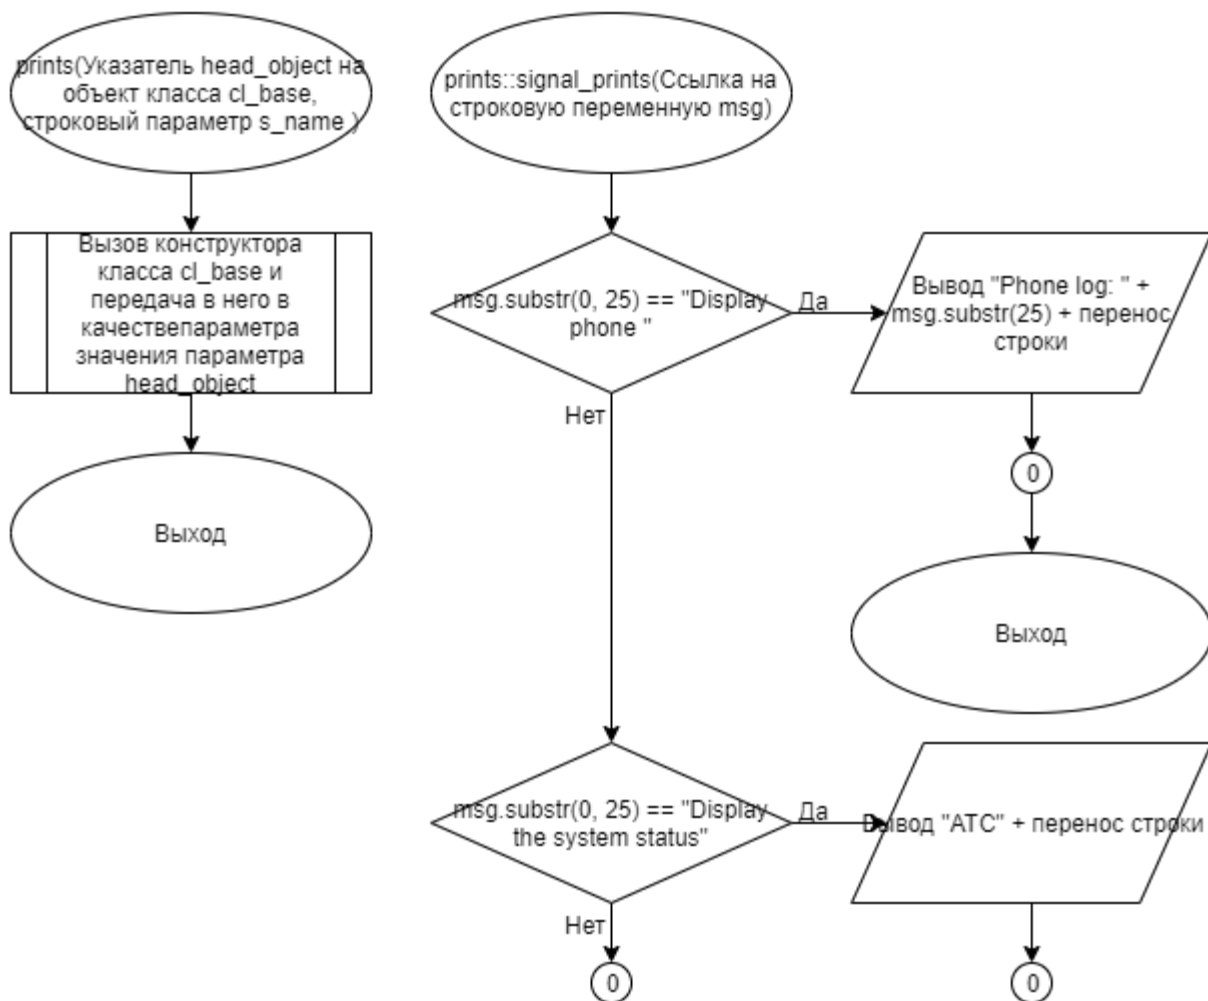 prints(Указатель head_object на
объект класса cl_base,
строковый параметр s_name )
Вызов конструктора
класса cl_base и
передача в него в
качествепараметра
значения параметра
head_object
Выход
prints::signal_prints(Ссылка на
строковую переменную msg)
msg.substr(0, 25) == "Display
phone "
Да
Вывод "Phone log: " +
msg.substr(25) + перенос
строки
Нет
0
Выход
msg.substr(0, 25) == "Display
the system status"
Да
Вывод "ATC" + перенос строки
Нет
0
0